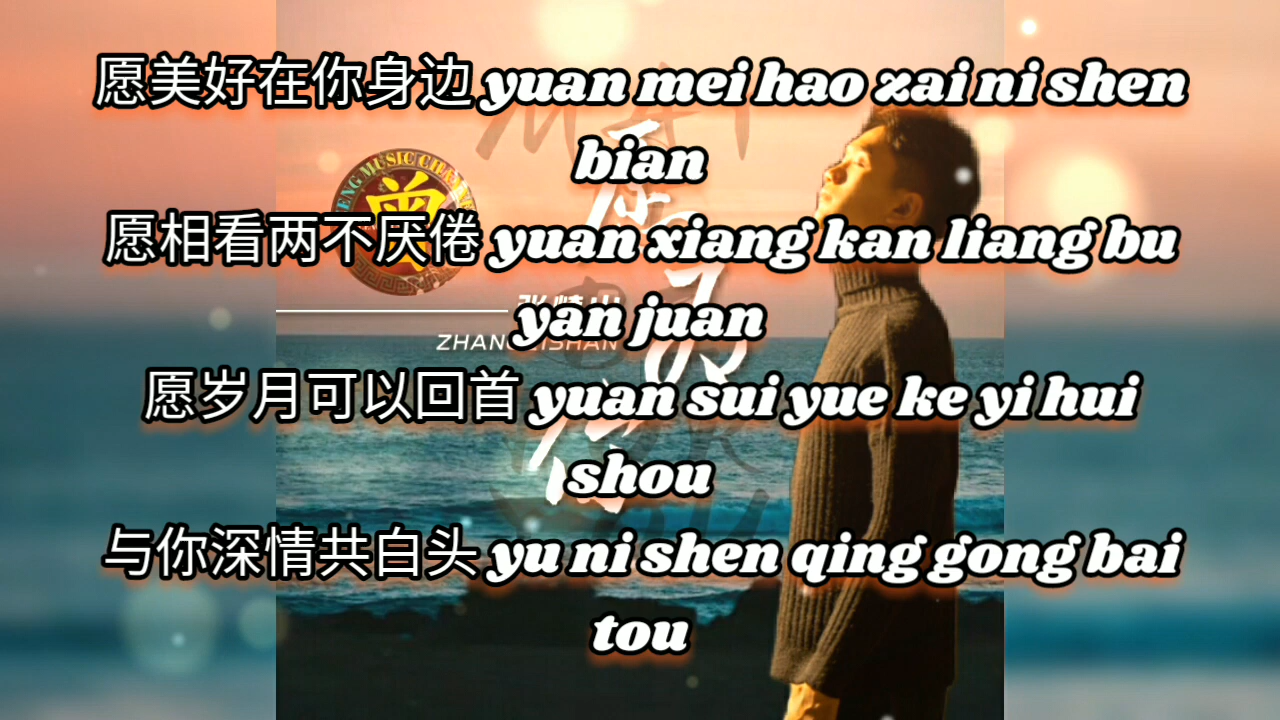 愿美好在你身边 yuan mei hao zai ni shen
bian
愿相看两不厌倦 yuan xiang kan liang bu
yan juan
愿岁月可以回首 yuan sui yue ke yi hui
shou
与你深情共白头 yu ni shen qing gong bai
tou